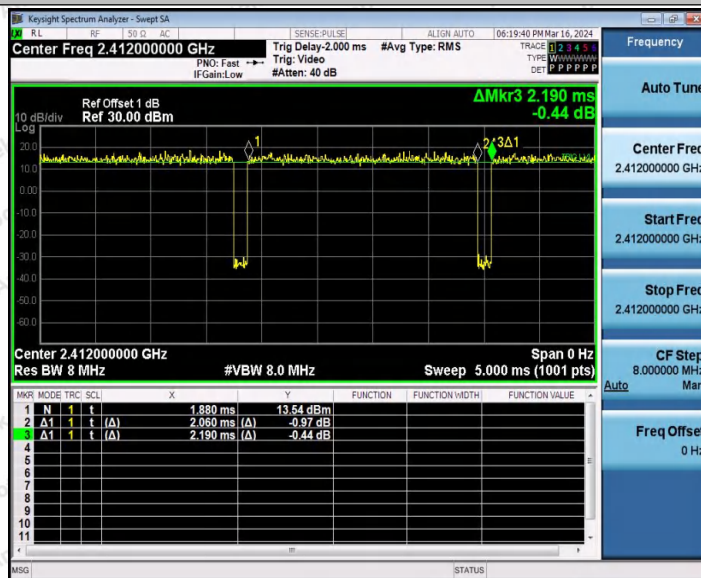 Keysight Spectrum Analyzer - Swept SA
LXI RL RF 50 Ω AC SENSE:PULSE ALIGN AUTO 06:19:40 PM Mar 16, 2024
Center Freq 2.412000000 GHz Trig Delay-2.000 ms #Avg Type: RMS TRACE 1 2 3 4 5 6
PNO: Fast Trig: Video TYPE WWWWWW
IFGain:Low #Atten: 40 dB DET P P P P P P
ΔMkr3 2.190 ms
-0.44 dB
Ref Offset 1 dB
10 dB/div Ref 30.00 dBm
Log
20.0
10.0
0.00
-10.0
-20.0
-30.0
-40.0
-50.0
-60.0
1
2
3Δ1
Center 2.412000000 GHz Span 0 Hz
Res BW 8 MHz #VBW 8.0 MHz Sweep 5.000 ms (1001 pts)
MKR MODE TRC SCL X Y FUNCTION FUNCTION WIDTH FUNCTION VALUE
1 N 1 t 1.880 ms 13.54 dBm
2 Δ1 1 t (Δ) 2.060 ms (Δ) -0.97 dB
3 Δ1 1 t (Δ) 2.190 ms (Δ) -0.44 dB
4
5
6
7
8
9
10
11
MSG STATUS
Frequency
Auto Tune
Center Freq
2.412000000 GHz
Start Freq
2.412000000 GHz
Stop Freq
2.412000000 GHz
CF Step
8.000000 MHz
Auto Man
Freq Offset
0 Hz